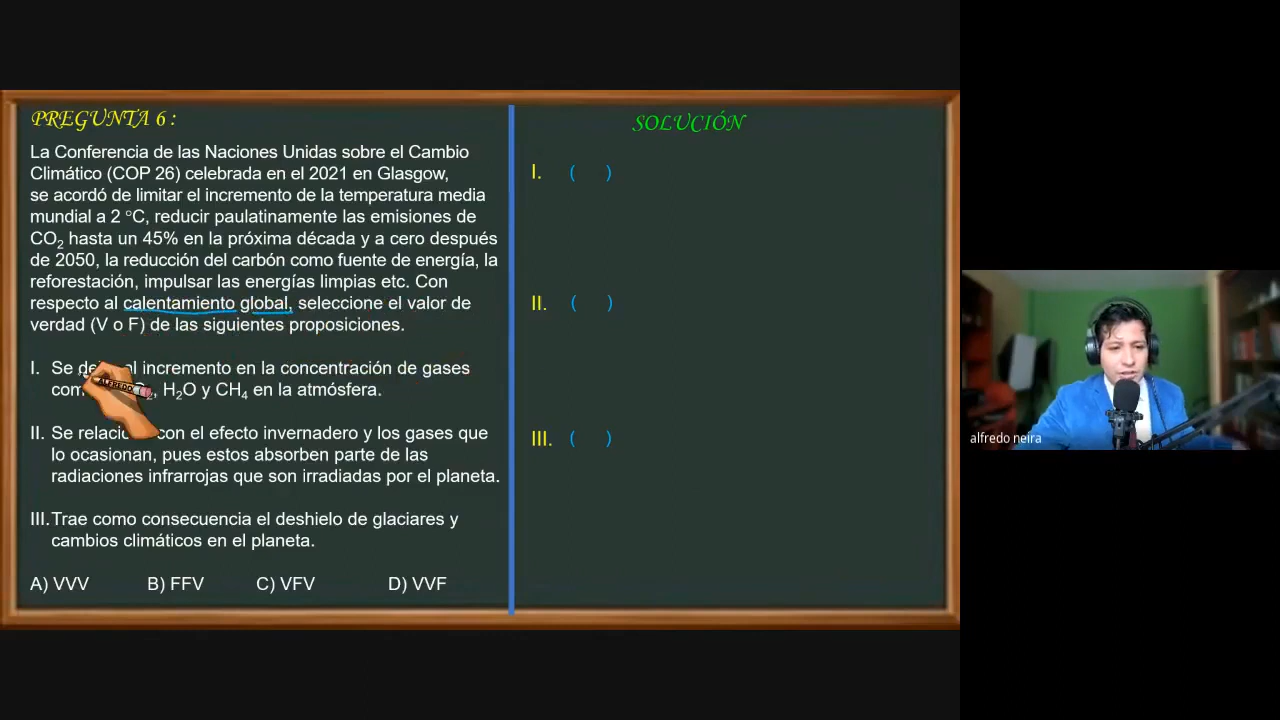 PREGUNTA 6 :
La Conferencia de las Naciones Unidas sobre el Cambio
Climático (COP 26) celebrada en el 2021 en Glasgow,
se acordó de limitar el incremento de la temperatura media
mundial a 2 °C, reducir paulatinamente las emisiones de
CO₂ hasta un 45% en la próxima década y a cero después
de 2050, la reducción del carbón como fuente de energía, la
reforestación, impulsar las energías limpias etc. Con
respecto al calentamiento global, seleccione el valor de
verdad (V o F) de las siguientes proposiciones.
I. Se al incremento en la concentración de gases
, H₂O y CH₄ en la atmósfera.
II. Se con el efecto invernadero y los gases que
lo ocasionan, pues estos absorben parte de las
radiaciones infrarrojas que son irradiadas por el planeta.
III. Trae como consecuencia el deshielo de glaciares y
cambios climáticos en el planeta.
A) VVV B) FFV C) VFV D) VVF
SOLUCIÓN
I. ( )
II. ( )
III. ( )
ALFREDO
alfredo neira